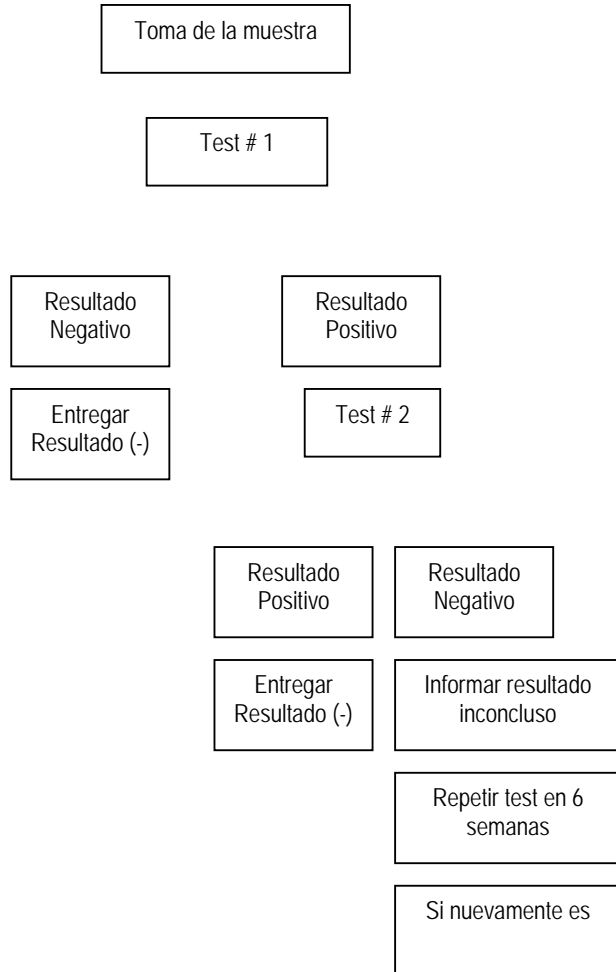 Toma de la muestra
Test # 1
Resultado
Negativo
Resultado
Positivo
Entregar
Resultado (-)
Test # 2
Resultado
Positivo
Resultado
Negativo
Entregar
Resultado (-)
Informar resultado
inconcluso
Repetir test en 6
semanas
Si nuevamente es